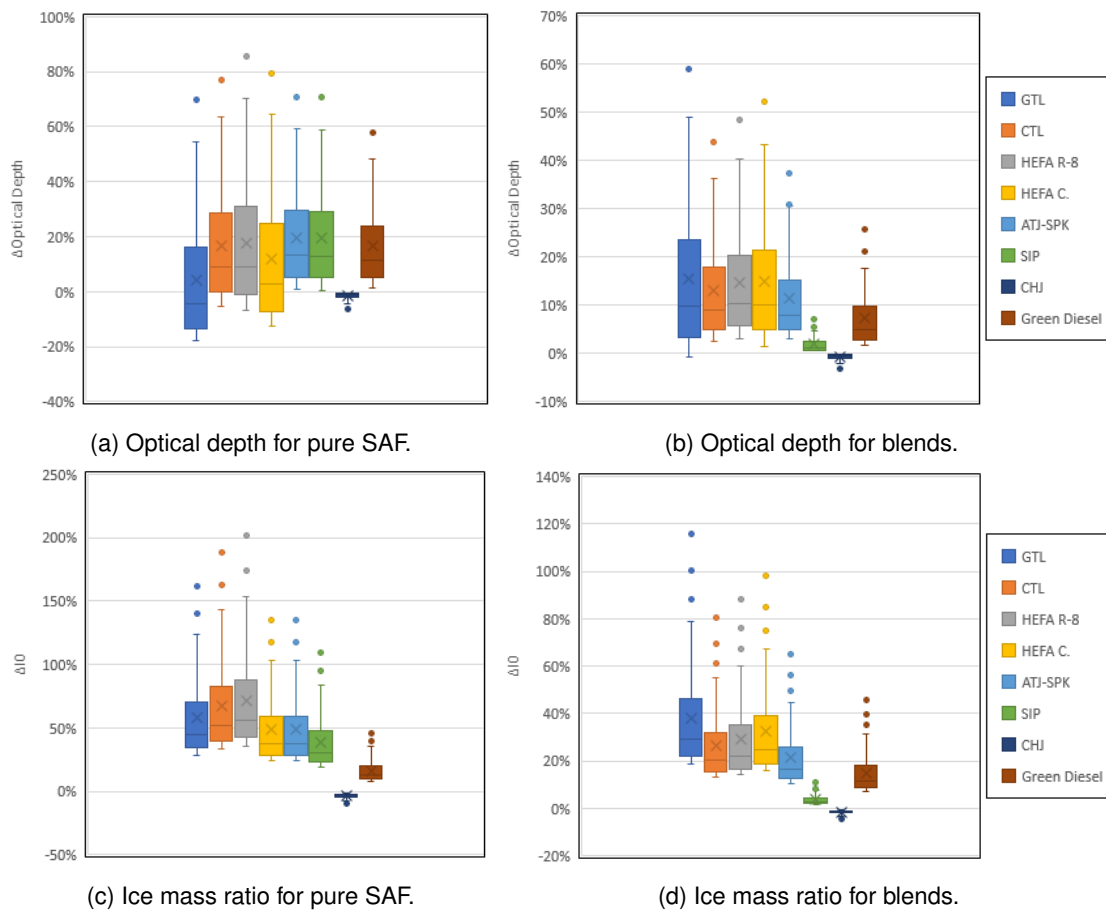 100%
80%
60%
40%
20%
0%
-20%
-40%
ΔOptical Depth
70%
60%
50%
40%
30%
20%
10%
0%
-10%
ΔOptical Depth
GTL
CTL
HEFA R-8
HEFA C.
ATJ-SPK
SIP
CHJ
Green Diesel
(a) Optical depth for pure SAF.
(b) Optical depth for blends.
250%
200%
150%
100%
50%
0%
-50%
ΔI0
140%
120%
100%
80%
60%
40%
20%
0%
-20%
ΔI0
GTL
CTL
HEFA R-8
HEFA C.
ATJ-SPK
SIP
CHJ
Green Diesel
(c) Ice mass ratio for pure SAF.
(d) Ice mass ratio for blends.